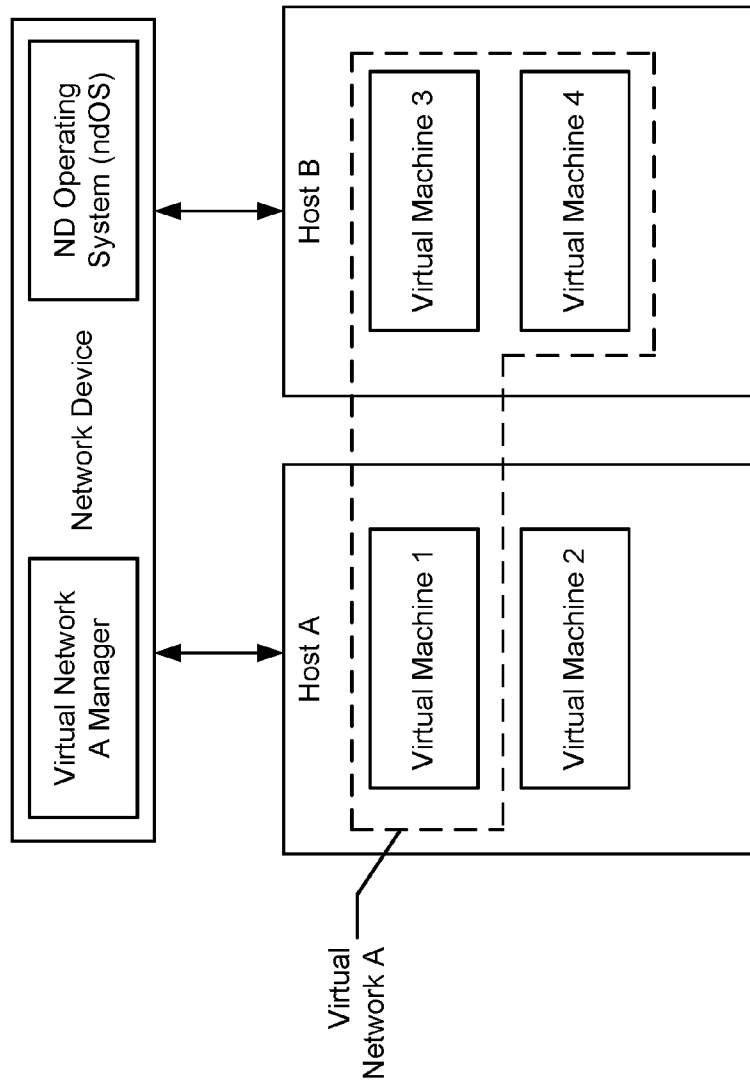 Virtual Network
A Manager
Network Device
ND Operating
System (ndOS)
Host A
Host B
Virtual
Network A
Virtual Machine 1
Virtual Machine 3
Virtual Machine 2
Virtual Machine 4